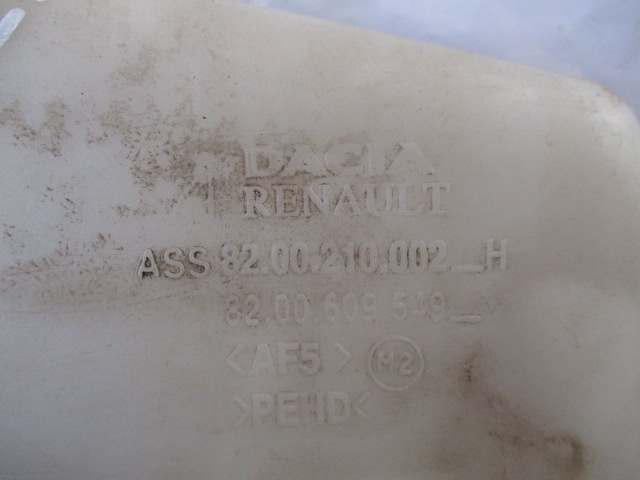 DACIA
RENAULT
ASS 82.00.210.002_H
82.00 609 549_
<AF5> M2
>PEHD<